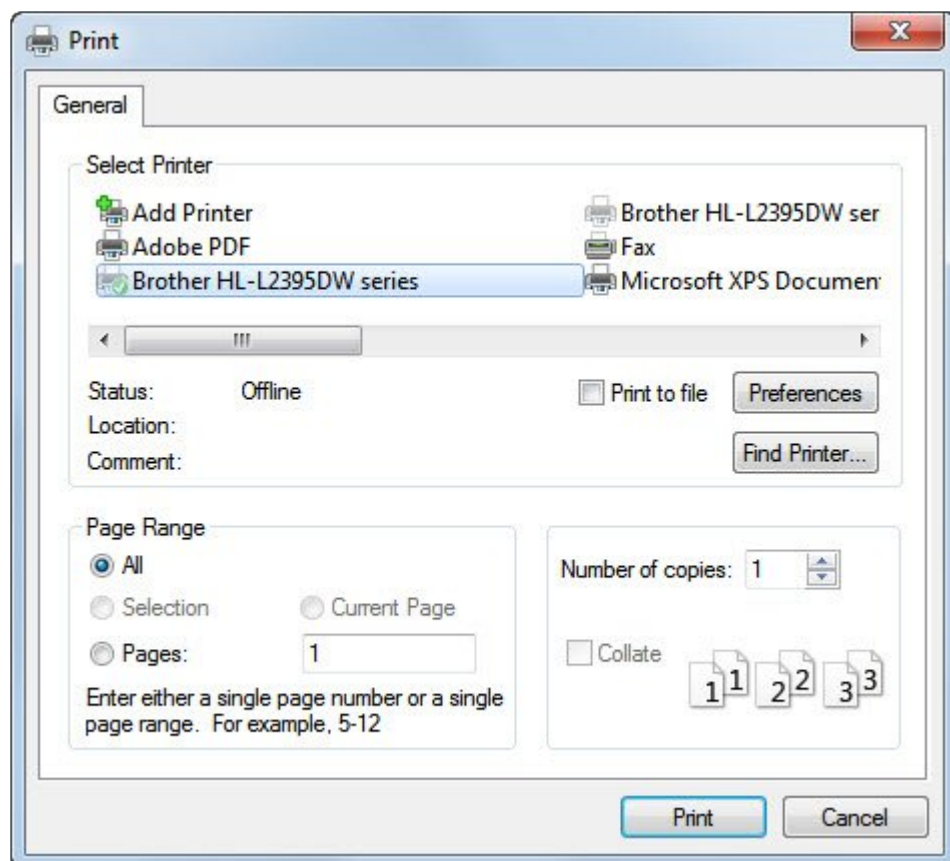 Print
General
Select Printer
Add Printer
Adobe PDF
Brother HL-L2395DW series
Brother HL-L2395DW ser
Fax
Microsoft XPS Documen
Status: Offline
Location:
Comment:
Print to file
Preferences
Find Printer...
Page Range
All
Selection Current Page
Pages: 1
Enter either a single page number or a single
page range. For example, 5-12
Number of copies: 1
Collate
1 1 2 2 3 3
Print Cancel